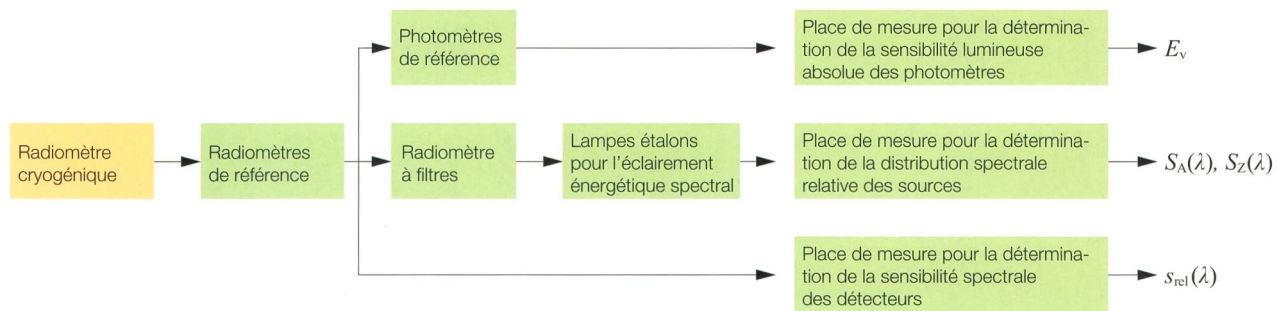 Radiomètre
cryogénique
Radiomètres
de référence
Photomètres
de référence
Place de mesure pour la détermina-
tion de la sensibilité lumineuse
absolue des photomètres
E_v
Radiomètre
à filtres
Lampes étalons
pour l'éclairement
énergétique spectral
Place de mesure pour la détermina-
tion de la distribution spectrale
relative des sources
S_A(λ), S_Z(λ)
Place de mesure pour la détermina-
tion de la sensibilité spectrale
des détecteurs
s_rel(λ)